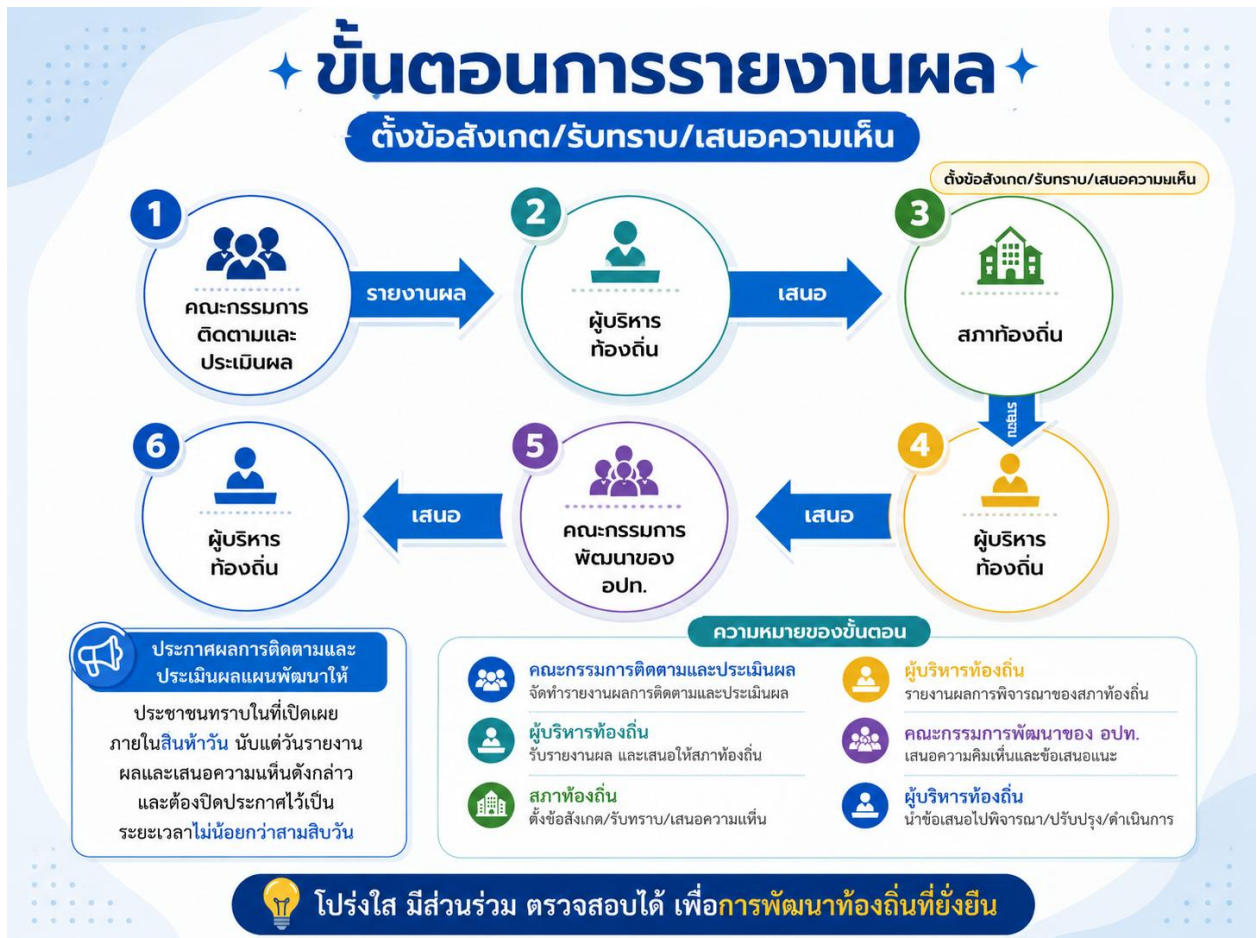 ขั้นตอนการรายงานผล
ตั้งข้อสังเกต/รับทราบ/เสนอความเห็น
ตั้งข้อสังเกต/รับทราบ/เสนอความษเห็น
1
2
3
คณะกรรมการ
ติดตามและ
ประเมินผล
รายงานผล
ผู้บริหาร
ท้องถิ่น
เสนอ
สภาท้องถิ่น
6
5
4
ผู้บริหาร
ท้องถิ่น
เสนอ
คณะกรรมการ
พัฒนาของ
อปท.
เสนอ
ผู้บริหาร
ท้องถิ่น
ประกาศผลการติดตามและ
ประเมินผลแผนพัฒนาให้
ประชาชนทราบในที่เปิดเผย
ภายในสินห้าวัน นับแต่วันรายงาน
ผลและเสนอความนหื่นดังกล่าว
และต้องปิดประกาศไว้เป็น
ระยะเวลาไม่น้อยกว่าสามสิบวัน
ความหมายของขั้นตอน
คณะกรรมการติดตามและประเมินผล
จัดทำรายงานผลการติดตามและประเมินผล
ผู้บริหารท้องถิ่น
รับรายงานผล และเสนอให้สภาท้องถิ่น
สภาท้องถิ่น
ตั้งข้อสังเกต/รับทราบ/เสนอความแที่น
ผู้บริหารท้องถิ่น
รายงานผลการพิจารณาของสภาท้องถิ่น
คณะกรรมการพัฒนาของ อปท.
เสนอความคิมเห็นและข้อเสนอแนะ
ผู้บริหารท้องถิ่น
นำข้อเสนอไปพิจารณา/ปรับปรุง/ดำเนินการ
โปร่งใส มีส่วนร่วม ตรวจสอบได้ เพื่อการพัฒนาท้องถิ่นที่ยั่งยืน